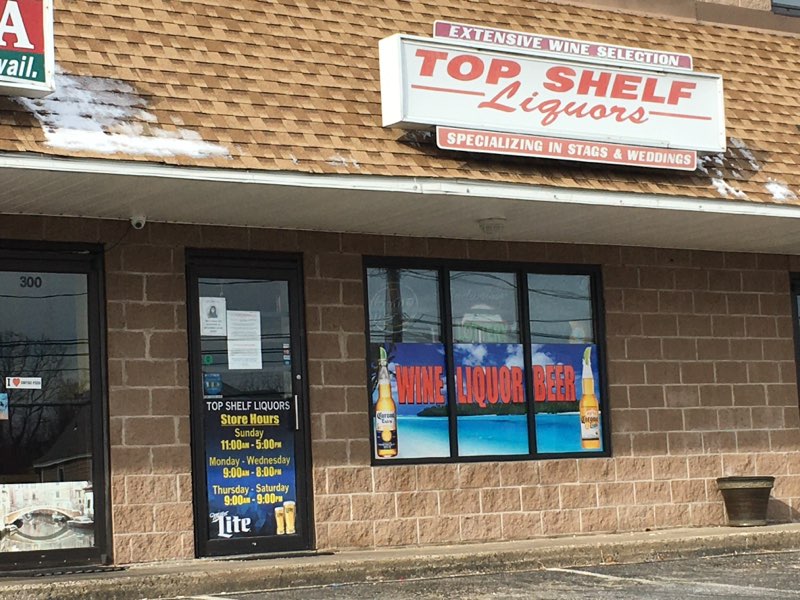 A
vail.
EXTENSIVE WINE SELECTION
TOP SHELF
Liquors
SPECIALIZING IN STAGS & WEDDINGS
300
I
WINE LIQUOR BEER
TOP SHELF LIQUORS
Store Hours
Sunday
11:00AM - 5:00PM
Monday - Wednesday
9:00AM - 8:00PM
Thursday - Saturday
9:00AM - 9:00PM
Lite
Corona
Extra
Corona